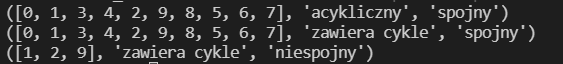 ([0, 1, 3, 4, 2, 9, 8, 5, 6, 7], 'acykliczny', 'spojny')
([0, 1, 3, 4, 2, 9, 8, 5, 6, 7], 'zawiera cykle', 'spojny')
([1, 2, 9], 'zawiera cykle', 'niespojny')